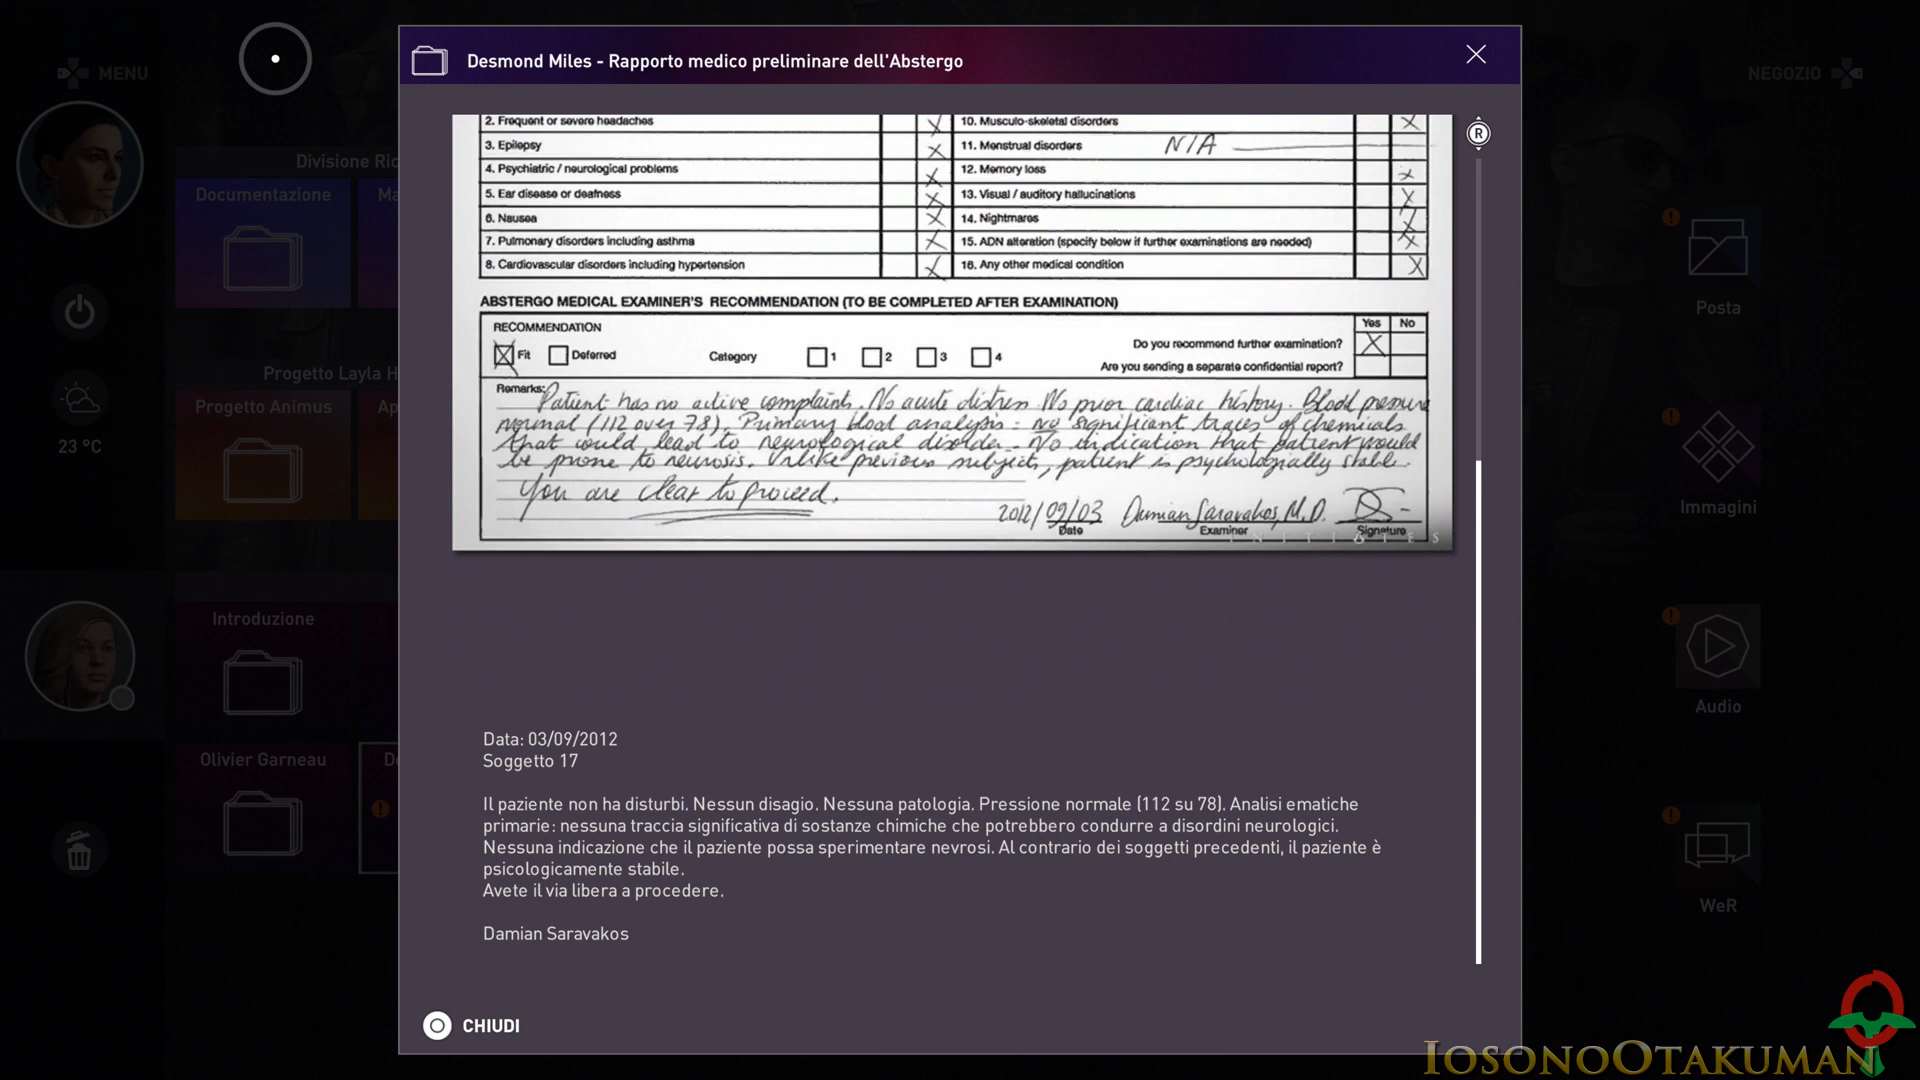 Desmond Miles - Rapporto medico preliminare dell'Abstergo
MENU
NEGOZIO
Divisione Ric
Documentazione
Ma
Progetto Layla H
Progetto Animus
Ap
23 °C
Introduzione
Olivier Garneau
D
Posta
Immagini
Audio
WeR
R
2. Frequent or severe headaches
3. Epilepsy
4. Psychiatric / neurological problems
5. Ear disease or deafness
6. Nausea
7. Pulmonary disorders including asthma
8. Cardiovascular disorders including hypertension
10. Musculo-skeletal disorders
11. Menstrual disorders N/A
12. Memory loss
13. Visual / auditory hallucinations
14. Nightmares
15. ADN alteration (specify below if further examinations are needed)
16. Any other medical condition
ABSTERGO MEDICAL EXAMINER'S RECOMMENDATION (TO BE COMPLETED AFTER EXAMINATION)
RECOMMENDATION
Yes No
Fit Deferred Category 1 2 3 4
Do you recommend further examination?
Are you sending a separate confidential report?
Remarks: Patient has no active complaints. No acute distress No prior cardiac history. Blood pressure
normal (112 over 78). Primary blood analysis: no significant traces of chemicals
that could lead to neurological disorder. No indication that patient would
be prone to neurosis. Unlike previous subjects, patient is psychologially stable.
You are clear to proceed.
2012/09/03 Damian Saravakos, M.D.
Date Examiner Signature
INITIATES
Data: 03/09/2012
Soggetto 17
Il paziente non ha disturbi. Nessun disagio. Nessuna patologia. Pressione normale (112 su 78). Analisi ematiche
primarie: nessuna traccia significativa di sostanze chimiche che potrebbero condurre a disordini neurologici.
Nessuna indicazione che il paziente possa sperimentare nevrosi. Al contrario dei soggetti precedenti, il paziente è
psicologicamente stabile.
Avete il via libera a procedere.
Damian Saravakos
CHIUDI
IOSONOOTAKUMAN